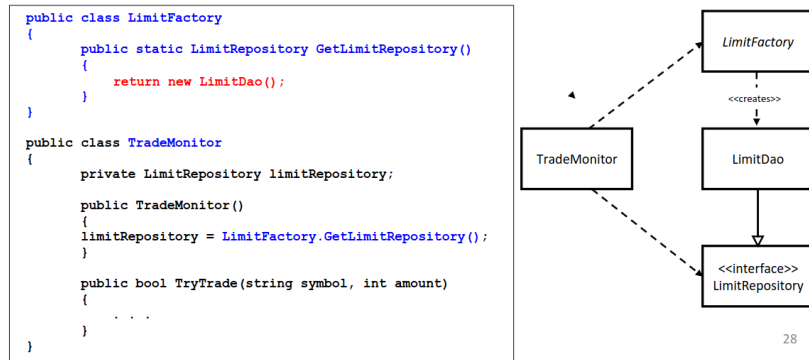 public class LimitFactory
{
public static LimitRepository GetLimitRepository()
{
return new LimitDao();
}
}
public class TradeMonitor
{
private LimitRepository limitRepository;
public TradeMonitor()
{
limitRepository = LimitFactory.GetLimitRepository();
}
public bool TryTrade(string symbol, int amount)
{
. . .
}
}
LimitFactory
<<creates>>
TradeMonitor
LimitDao
<<interface>>
LimitRepository
28